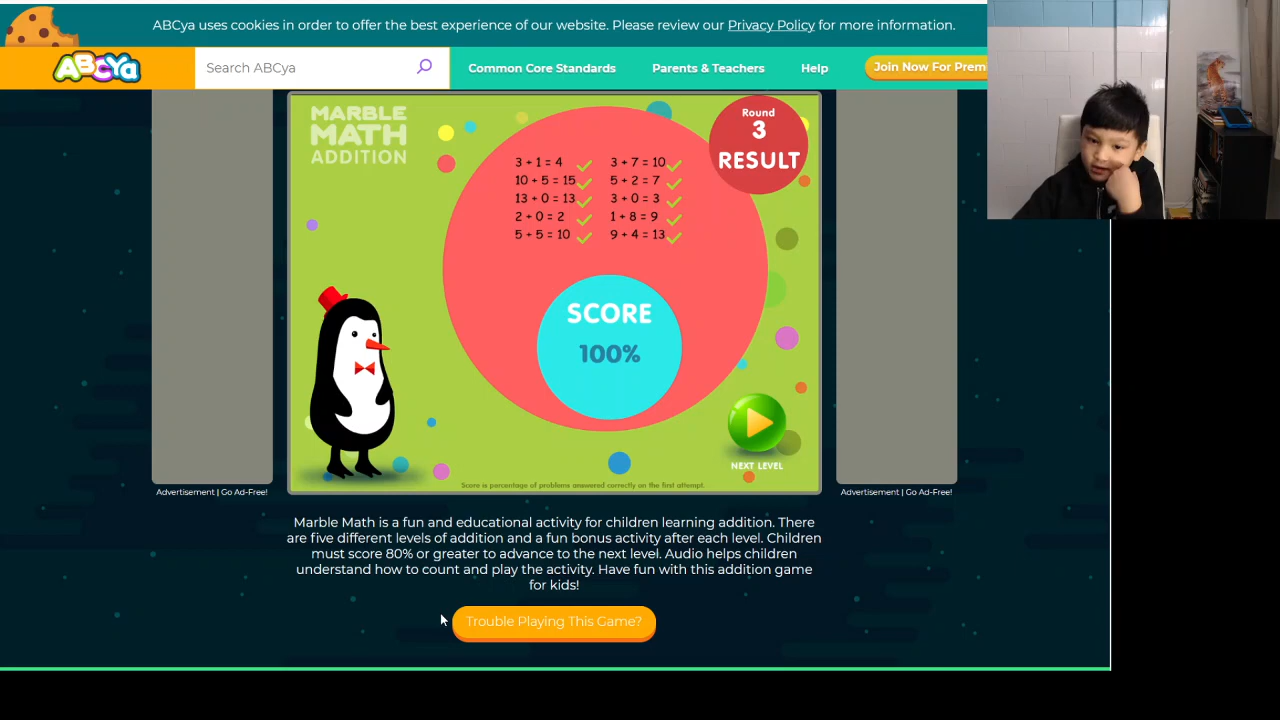 ABCya uses cookies in order to offer the best experience of our website. Please review our Privacy Policy for more information.
ABCYa
Search ABCya
Common Core Standards
Parents & Teachers
Help
Join Now For Prem
MARBLE
MATH
ADDITION
Round
3
RESULT
3 + 1 = 4
3 + 7 = 10
10 + 5 = 15
5 + 2 = 7
13 + 0 = 13
3 + 0 = 3
2 + 0 = 2
1 + 8 = 9
5 + 5 = 10
9 + 4 = 13
SCORE
100%
NEXT LEVEL
Score is percentage of problems answered correctly on the first attempt.
Advertisement | Go Ad-Free!
Advertisement | Go Ad-Free!
Marble Math is a fun and educational activity for children learning addition. There
are five different levels of addition and a fun bonus activity after each level. Children
must score 80% or greater to advance to the next level. Audio helps children
understand how to count and play the activity. Have fun with this addition game
for kids!
Trouble Playing This Game?